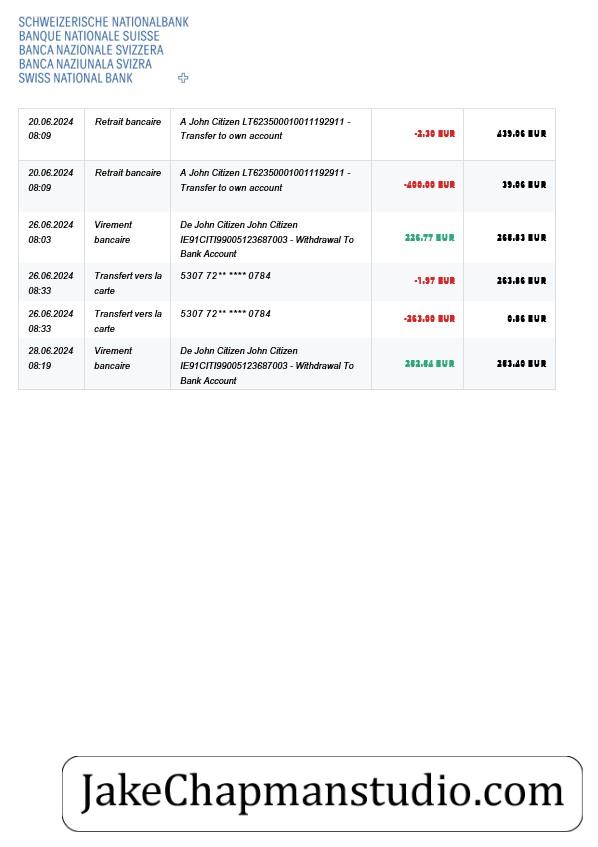 SCHWEIZERISCHE NATIONALBANK
BANQUE NATIONALE SUISSE
BANCA NAZIONALE SVIZZERA
BANCA NAZIUNALA SVIZRA
SWISS NATIONAL BANK
20.06.2024 Retrait bancaire A John Citizen LT623500010011192911 -
08:09 Transfer to own account -2.30 EUR 439.06 EUR
20.06.2024 Retrait bancaire A John Citizen LT623500010011192911 -
08:09 Transfer to own account -400.00 EUR 39.06 EUR
26.06.2024 Virement De John Citizen John Citizen
08:03 bancaire IE91CITI99005123687003 - Withdrawal To 226.77 EUR 265.83 EUR
Bank Account
26.06.2024 Transfert vers la 5307 72** **** 0784 -1.97 EUR 263.86 EUR
08:33 carte
26.06.2024 Transfert vers la 5307 72** **** 0784 -263.00 EUR 0.86 EUR
08:33 carte
28.06.2024 Virement De John Citizen John Citizen
08:19 bancaire IE91CITI99005123687003 - Withdrawal To EUR EUR
Bank Account
JakeChapmanstudio.com